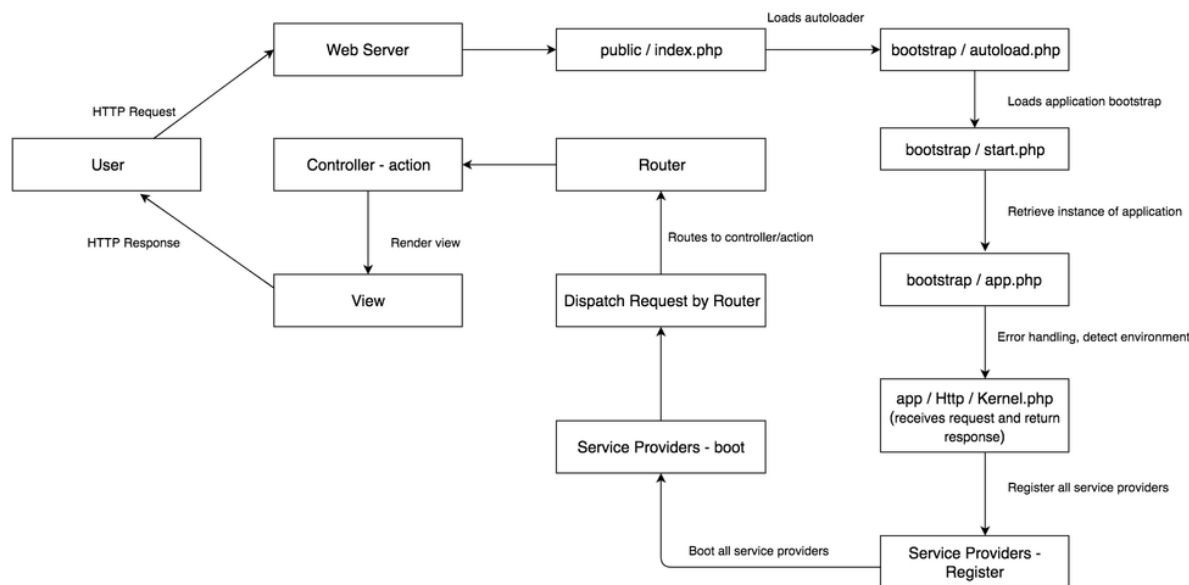 Loads autoloader
Web Server
public / index.php
bootstrap / autoload.php
HTTP Request
Loads application bootstrap
User
Controller - action
Router
bootstrap / start.php
Retrieve instance of application
HTTP Response
Render view
Routes to controller/action
View
Dispatch Request by Router
bootstrap / app.php
Error handling, detect environment
app / Http / Kernel.php
(receives request and return
response)
Service Providers - boot
Register all service providers
Boot all service providers
Service Providers -
Register